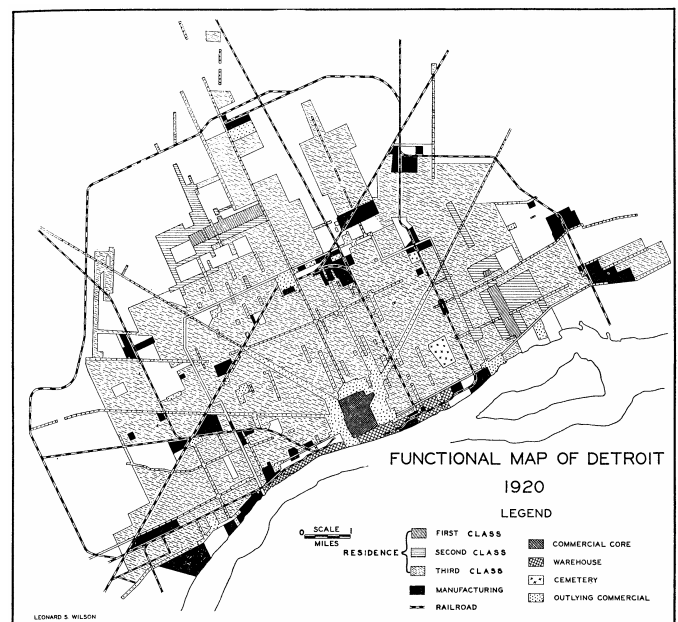 FUNCTIONAL MAP OF DETROIT
1920
LEGEND
0 SCALE 1
MILES
RESIDENCE
FIRST CLASS
SECOND CLASS
THIRD CLASS
MANUFACTURING
RAILROAD
COMMERCIAL CORE
WAREHOUSE
CEMETERY
OUTLYING COMMERCIAL
LEONARD S. WILSON